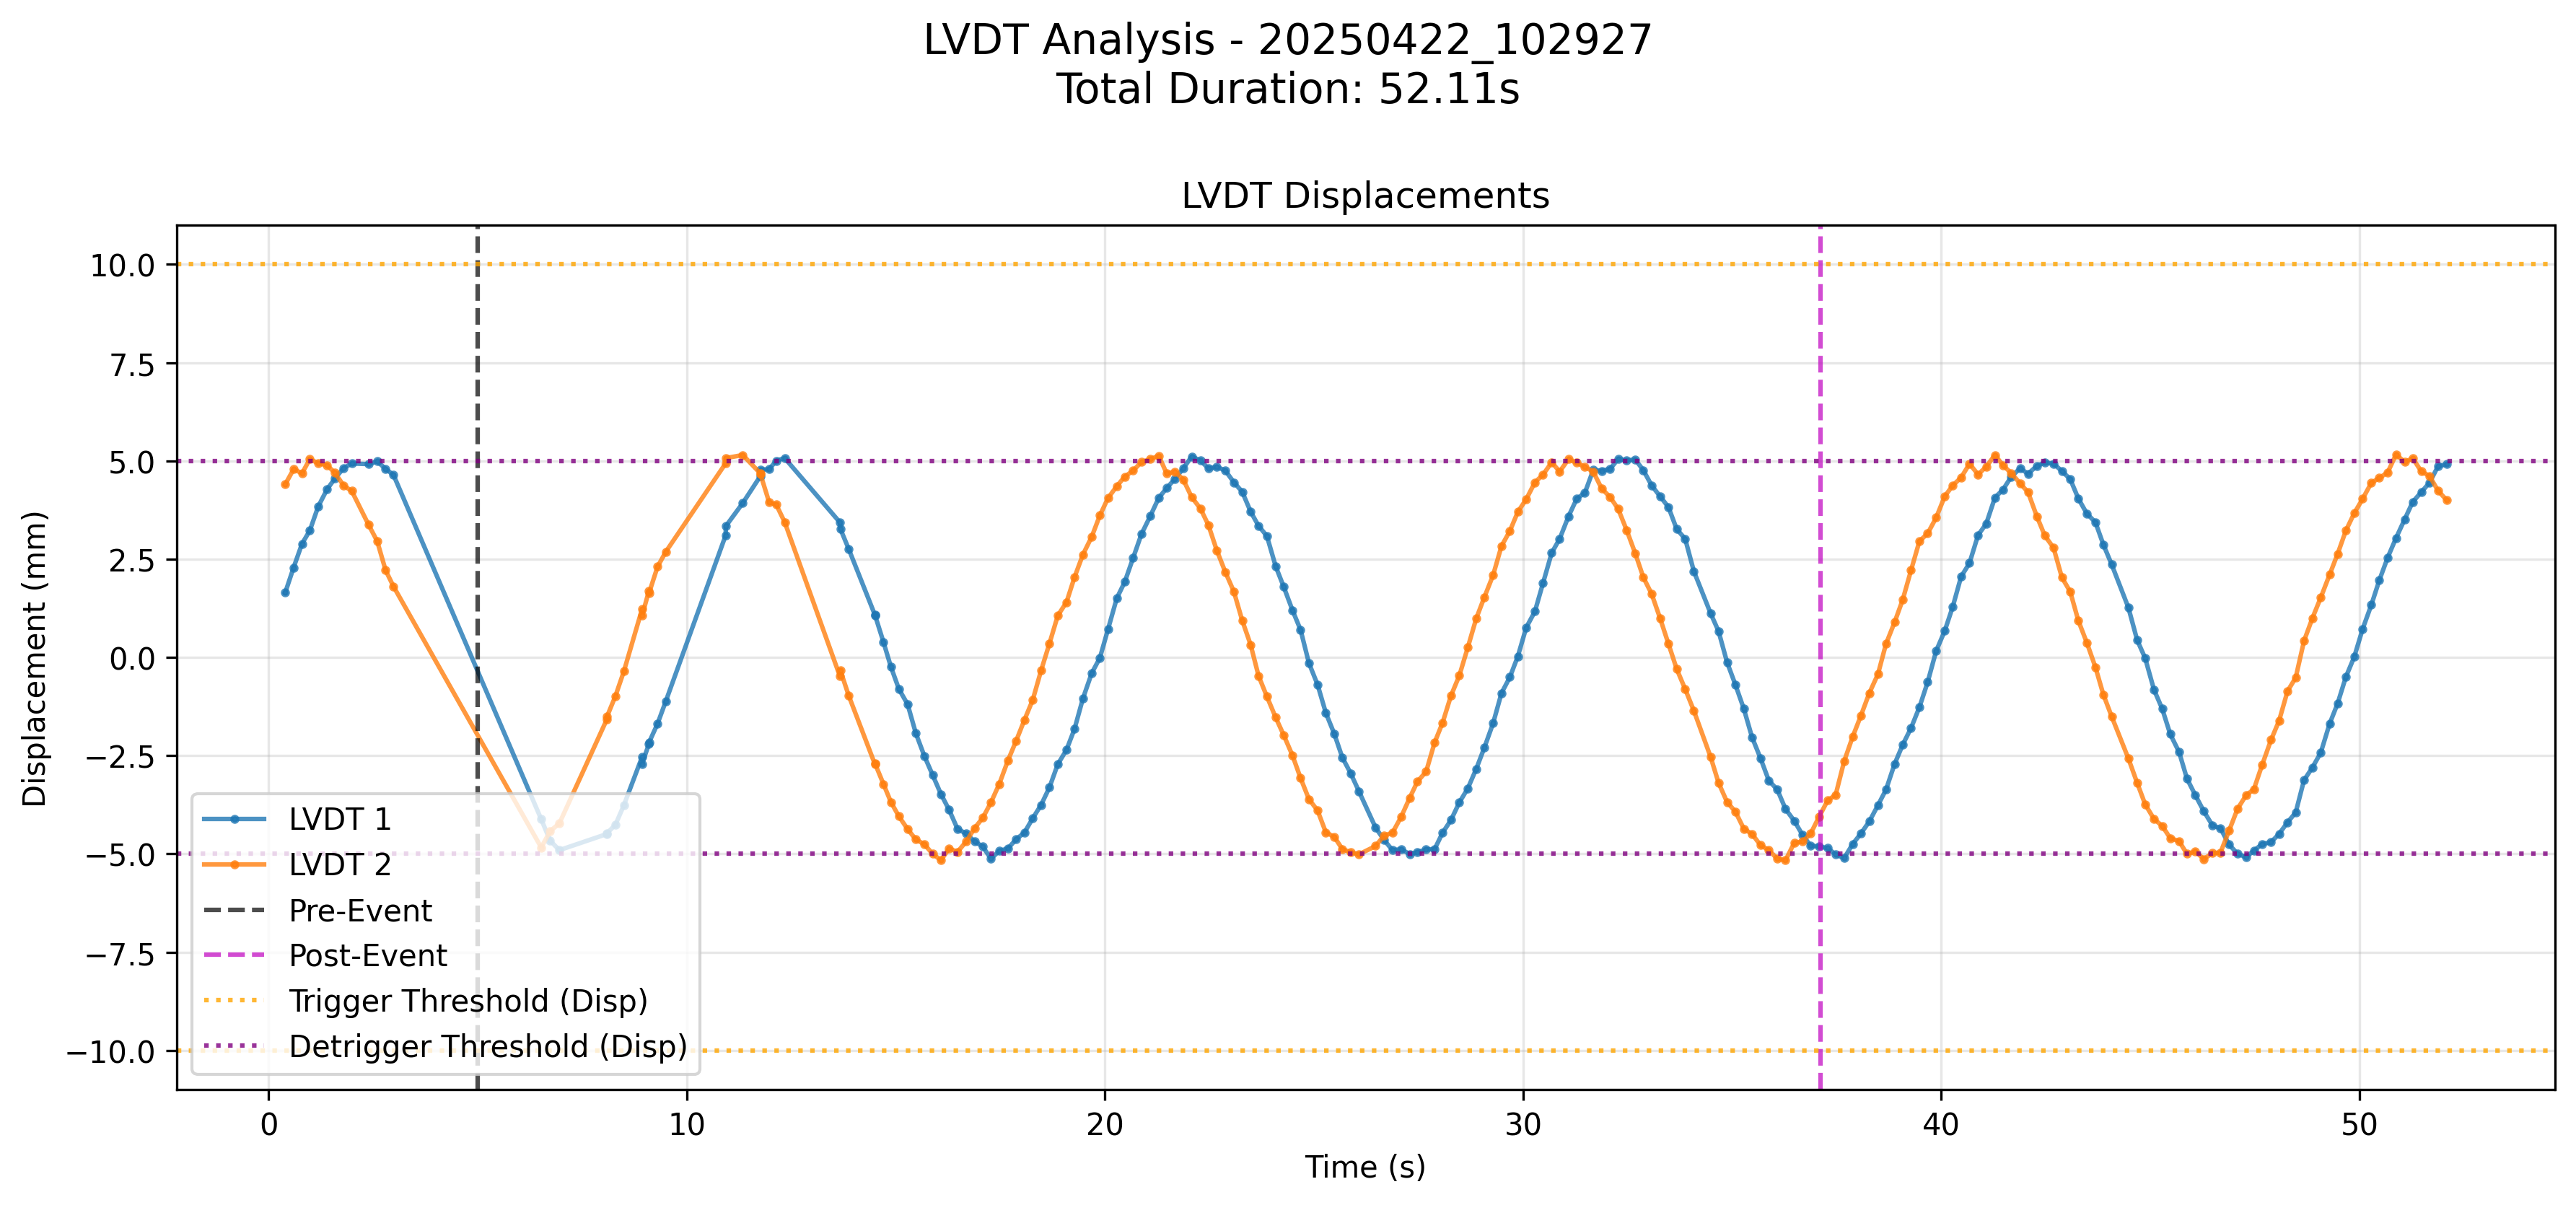 LVDT Analysis - 20250422_102927
Total Duration: 52.11s
LVDT Displacements
10.0
7.5
5.0
2.5
0.0
−2.5
−5.0
−7.5
−10.0
Displacement (mm)
LVDT 1
LVDT 2
Pre-Event
Post-Event
Trigger Threshold (Disp)
Detrigger Threshold (Disp)
0 10 20 30 40 50
Time (s)